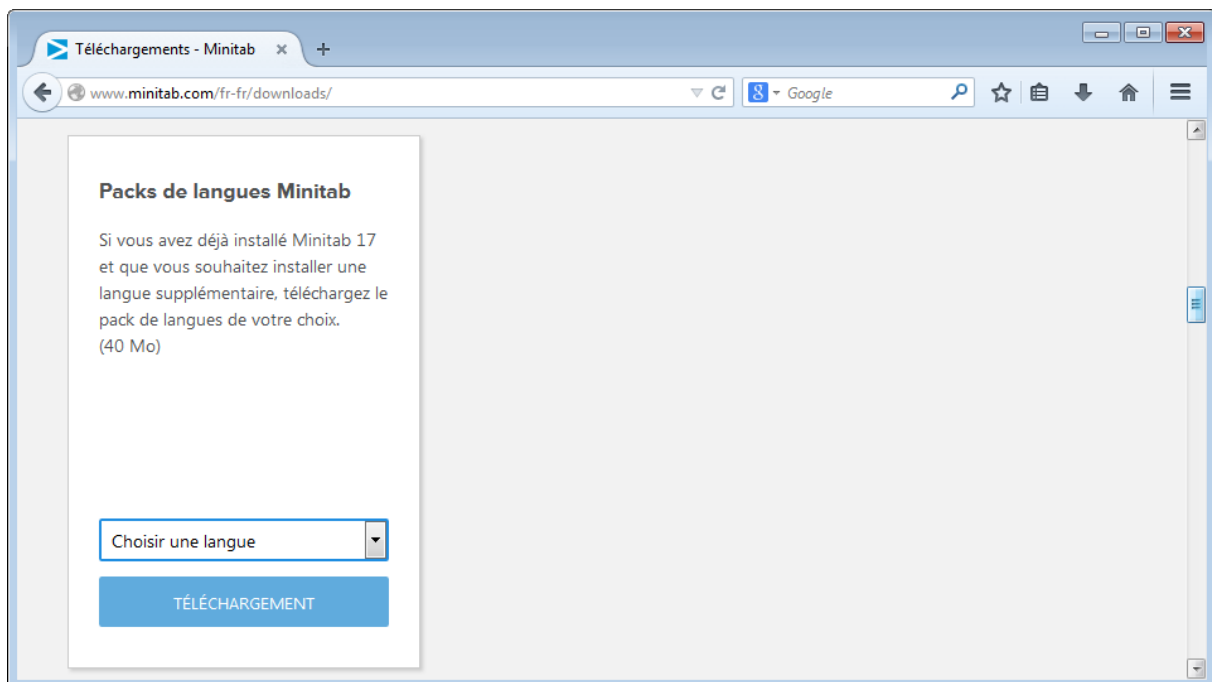 Téléchargements - Minitab
www.minitab.com/fr-fr/downloads/
Google
Packs de langues Minitab
Si vous avez déjà installé Minitab 17
et que vous souhaitez installer une
langue supplémentaire, téléchargez le
pack de langues de votre choix.
(40 Mo)
Choisir une langue
TÉLÉCHARGEMENT